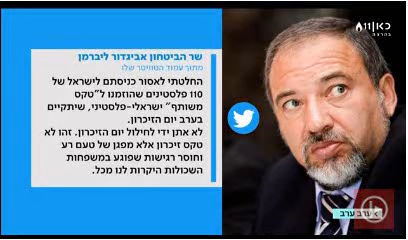 כאן 11
שר הביטחון אביגדור ליברמן
מתוך עמוד הטוויטר שלו
החלטתי לאסור כניסתם לישראל של
110 פלסטינים שהוזמנו ל"טקס
משותף" ישראלי-פלסטיני, שיתקיים
בערב יום הזיכרון.
לא אתן ידי לחילול יום הזיכרון. זהו לא
טקס זיכרון אלא מפגן של טעם רע
וחוסר רגישות שפוגע במשפחות
השכולות היקרות לנו מכל.
ערב ערב